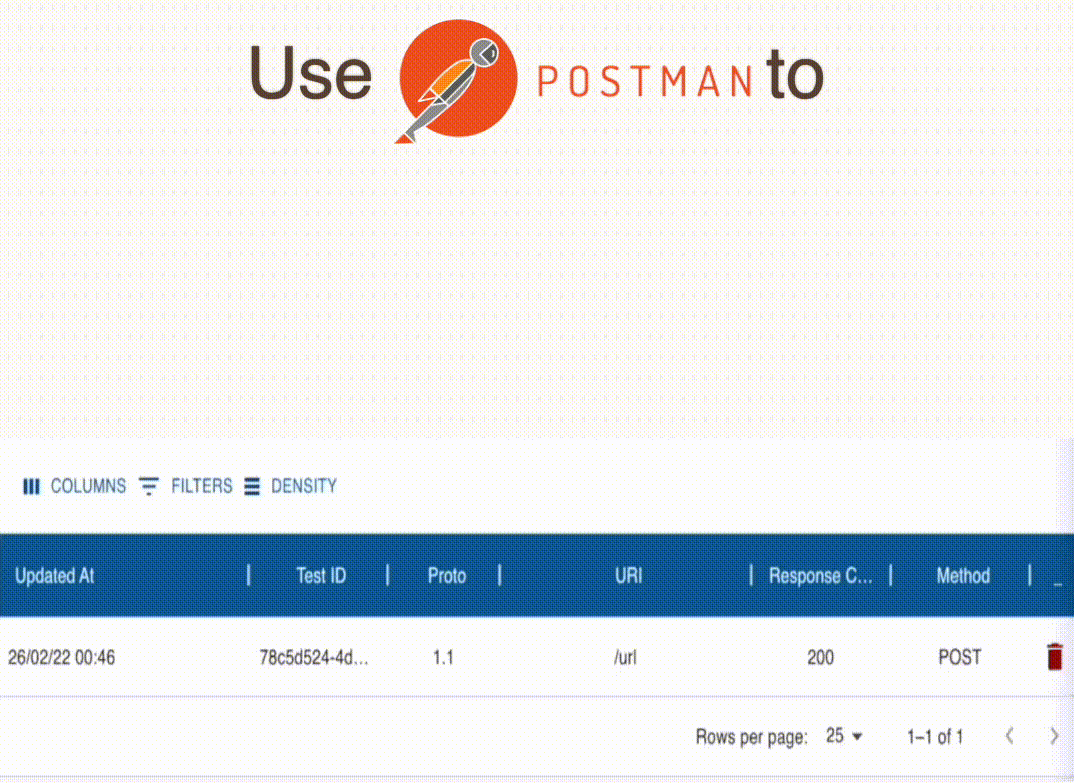 Use POSTMAN to
COLUMNS FILTERS DENSITY
Updated At Test ID Proto URI Response C... Method
26/02/22 00:46 78c5d524-4d... 1.1 /url 200 POST
Rows per page: 25 1–1 of 1